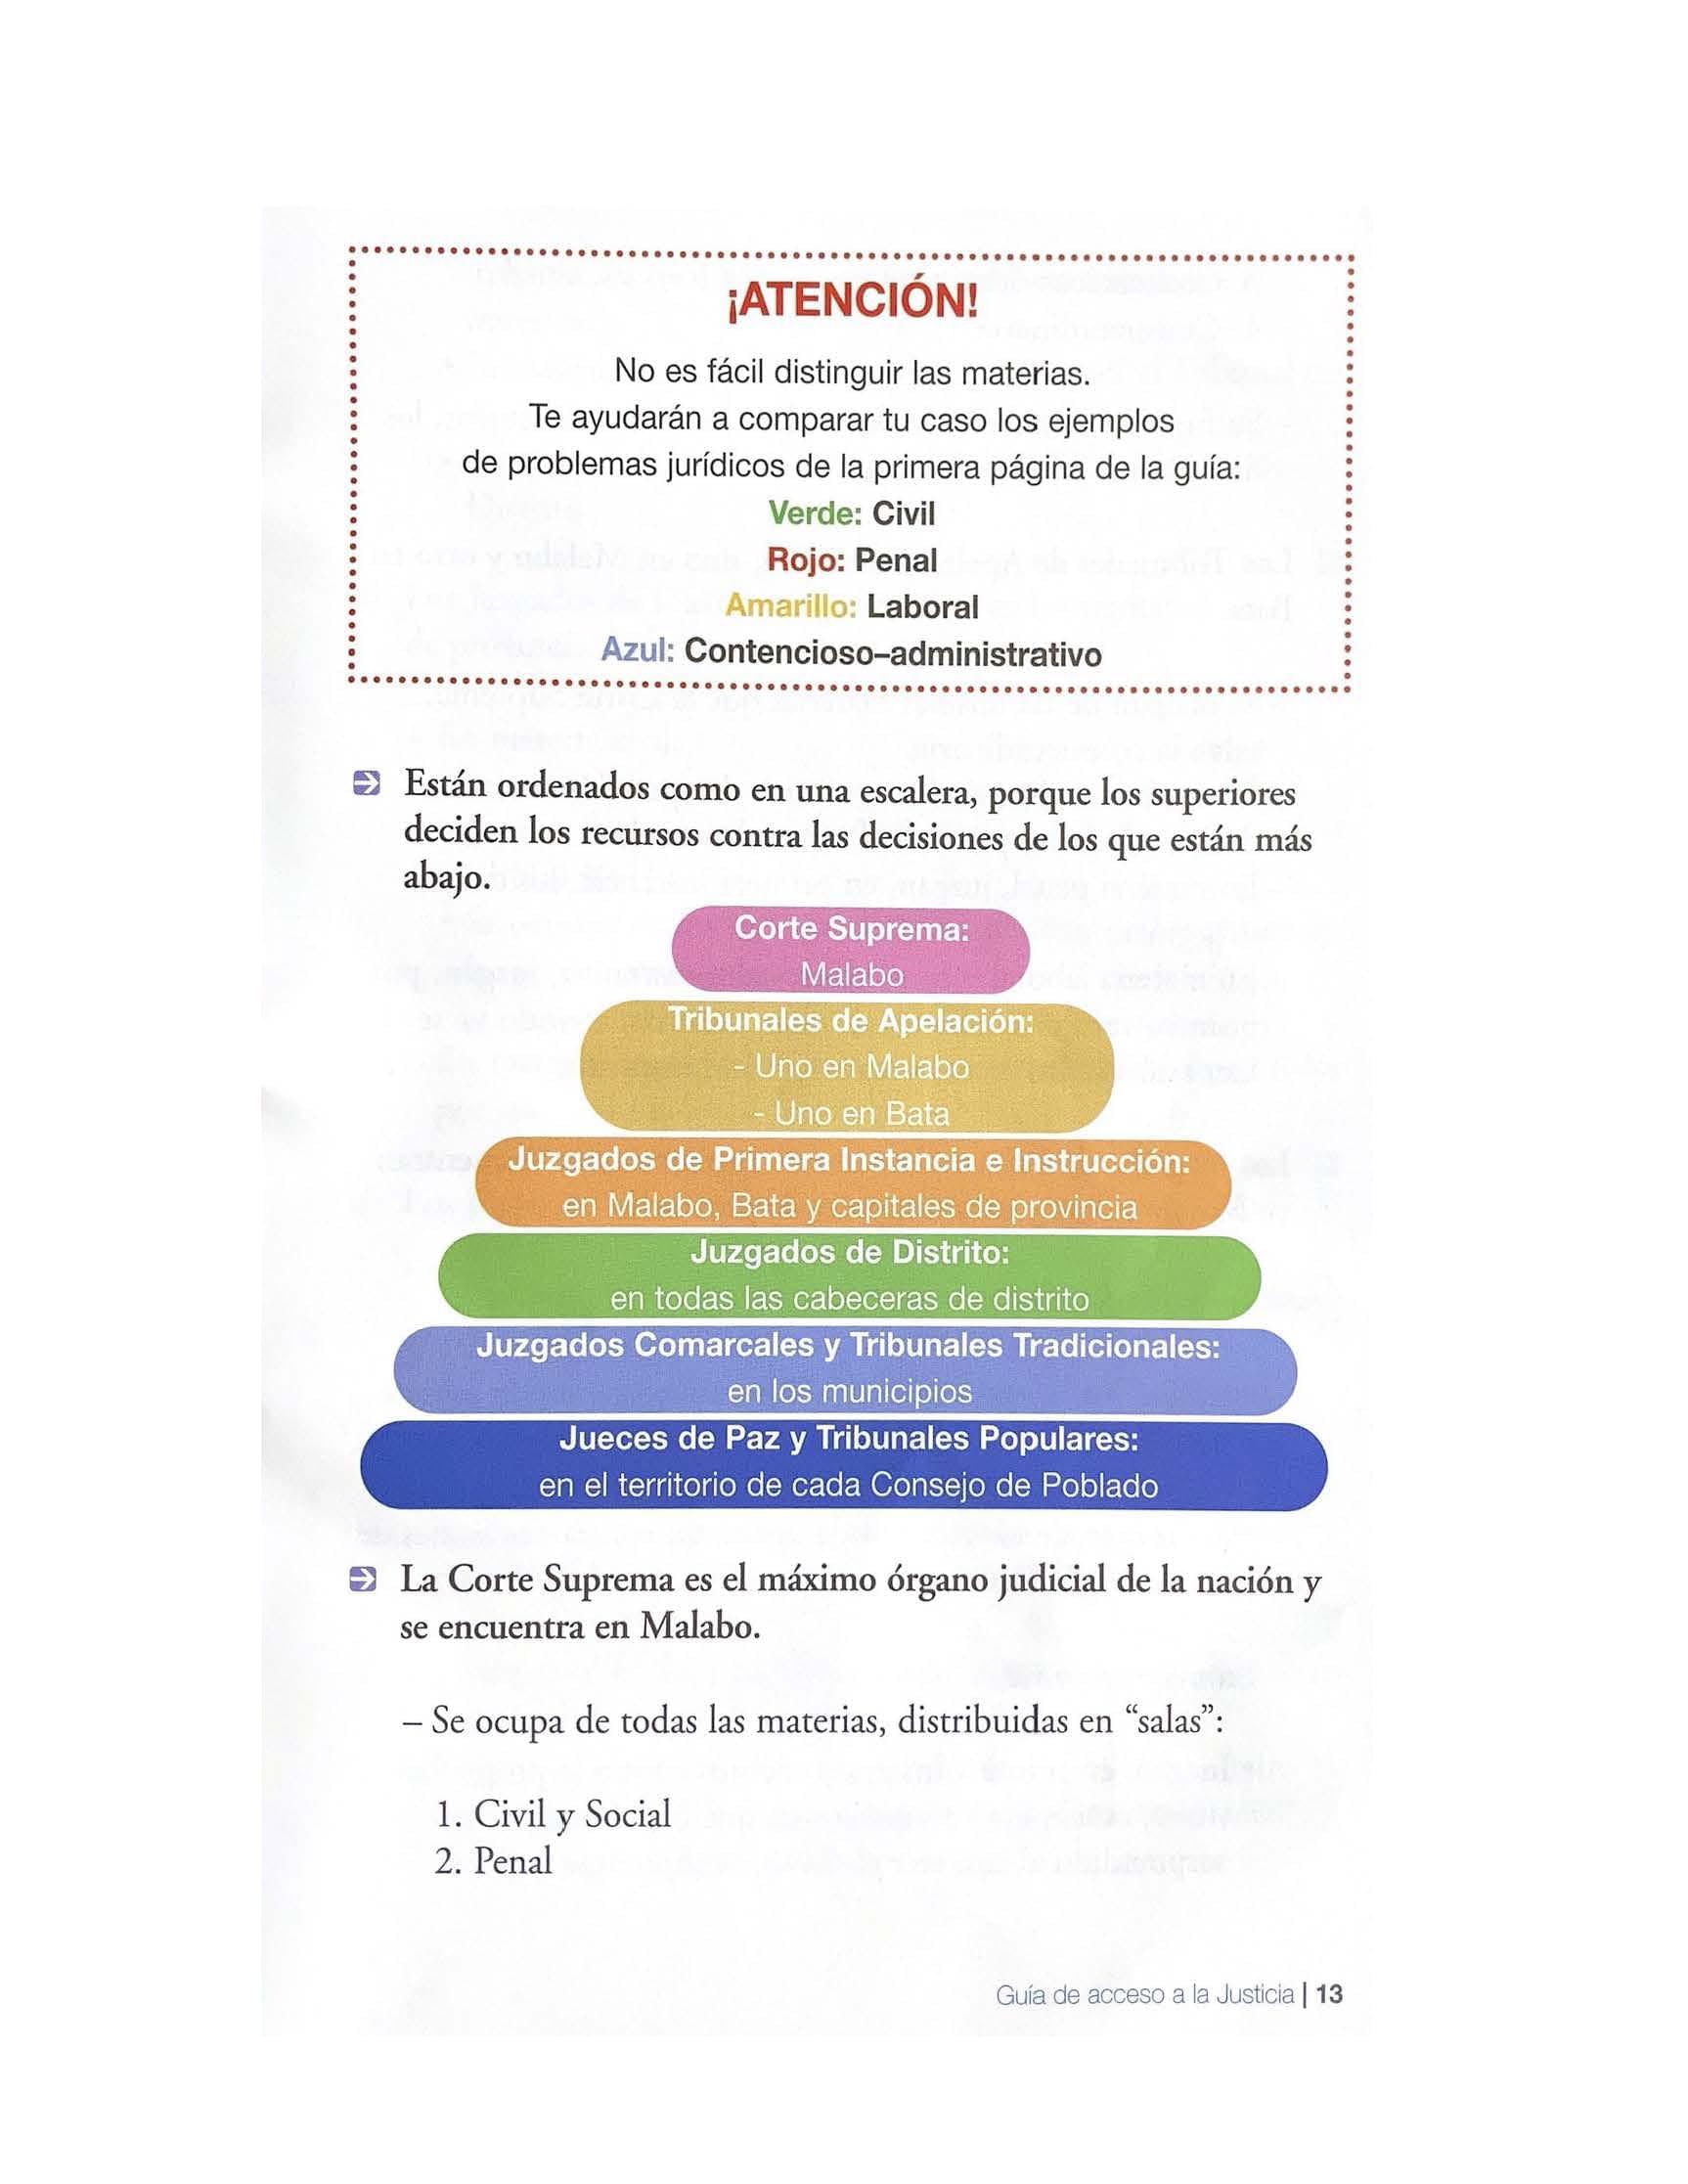 ¡ATENCIÓN!
No es fácil distinguir las materias.
Te ayudarán a comparar tu caso los ejemplos
de problemas jurídicos de la primera página de la guía:
Verde: Civil
Rojo: Penal
Amarillo: Laboral
Azul: Contencioso–administrativo
Están ordenados como en una escalera, porque los superiores
deciden los recursos contra las decisiones de los que están más
abajo.
Corte Suprema:
Malabo
Tribunales de Apelación:
- Uno en Malabo
- Uno en Bata
Juzgados de Primera Instancia e Instrucción:
en Malabo, Bata y capitales de provincia
Juzgados de Distrito:
en todas las cabeceras de distrito
Juzgados Comarcales y Tribunales Tradicionales:
en los municipios
Jueces de Paz y Tribunales Populares:
en el territorio de cada Consejo de Poblado
La Corte Suprema es el máximo órgano judicial de la nación y
se encuentra en Malabo.
– Se ocupa de todas las materias, distribuidas en “salas”:
1. Civil y Social
2. Penal
Guía de acceso a la Justicia | 13